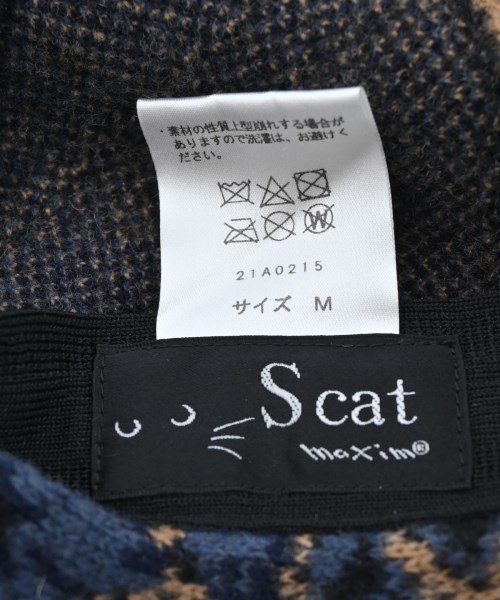 ・素材の性質上型崩れする場合が
ありますので洗濯は、お避けく
ださい。
W
21A0215
サイズ M
Scat
maxim®